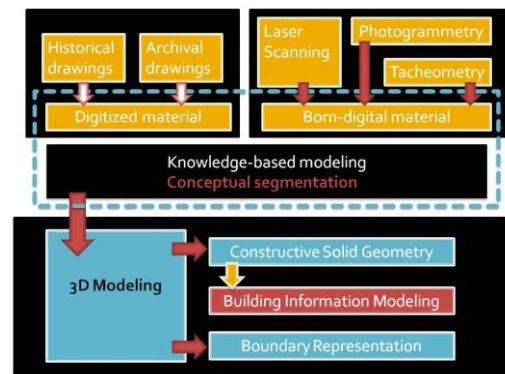 Historical
drawings
Archival
drawings
Laser
Scanning
Photogrammetry
Tacheometry
Digitized material
Born-digital material
Knowledge-based modeling
Conceptual segmentation
3D Modeling
Constructive Solid Geometry
Building Information Modeling
Boundary Representation